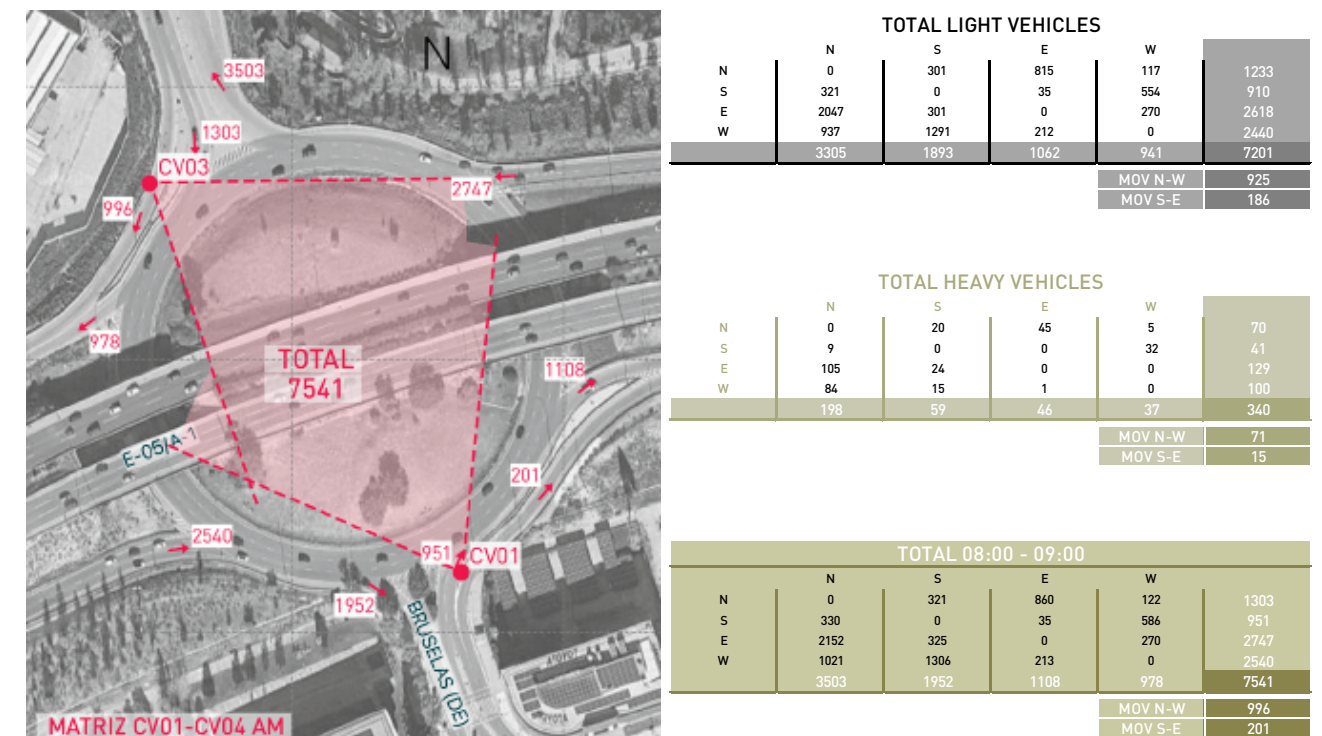 N
3503
1303
CV03
2747
996
978
TOTAL
7541
1108
E-05/A-1
201
2540
951
CV01
1952
BRUSELAS (DE)
TOYOTA
MATRIZ CV01-CV04 AM
TOTAL LIGHT VEHICLES
N S E W
N 0 301 815 117 1233
S 321 0 35 554 910
E 2047 301 0 270 2618
W 937 1291 212 0 2440
3305 1893 1062 941 7201
MOV N-W 925
MOV S-E 186
TOTAL HEAVY VEHICLES
N S E W
N 0 20 45 5 70
S 9 0 0 32 41
E 105 24 0 0 129
W 84 15 1 0 100
198 59 46 37 340
MOV N-W 71
MOV S-E 15
TOTAL 08:00 - 09:00
N S E W
N 0 321 860 122 1303
S 330 0 35 586 951
E 2152 325 0 270 2747
W 1021 1306 213 0 2540
3503 1952 1108 978 7541
MOV N-W 996
MOV S-E 201